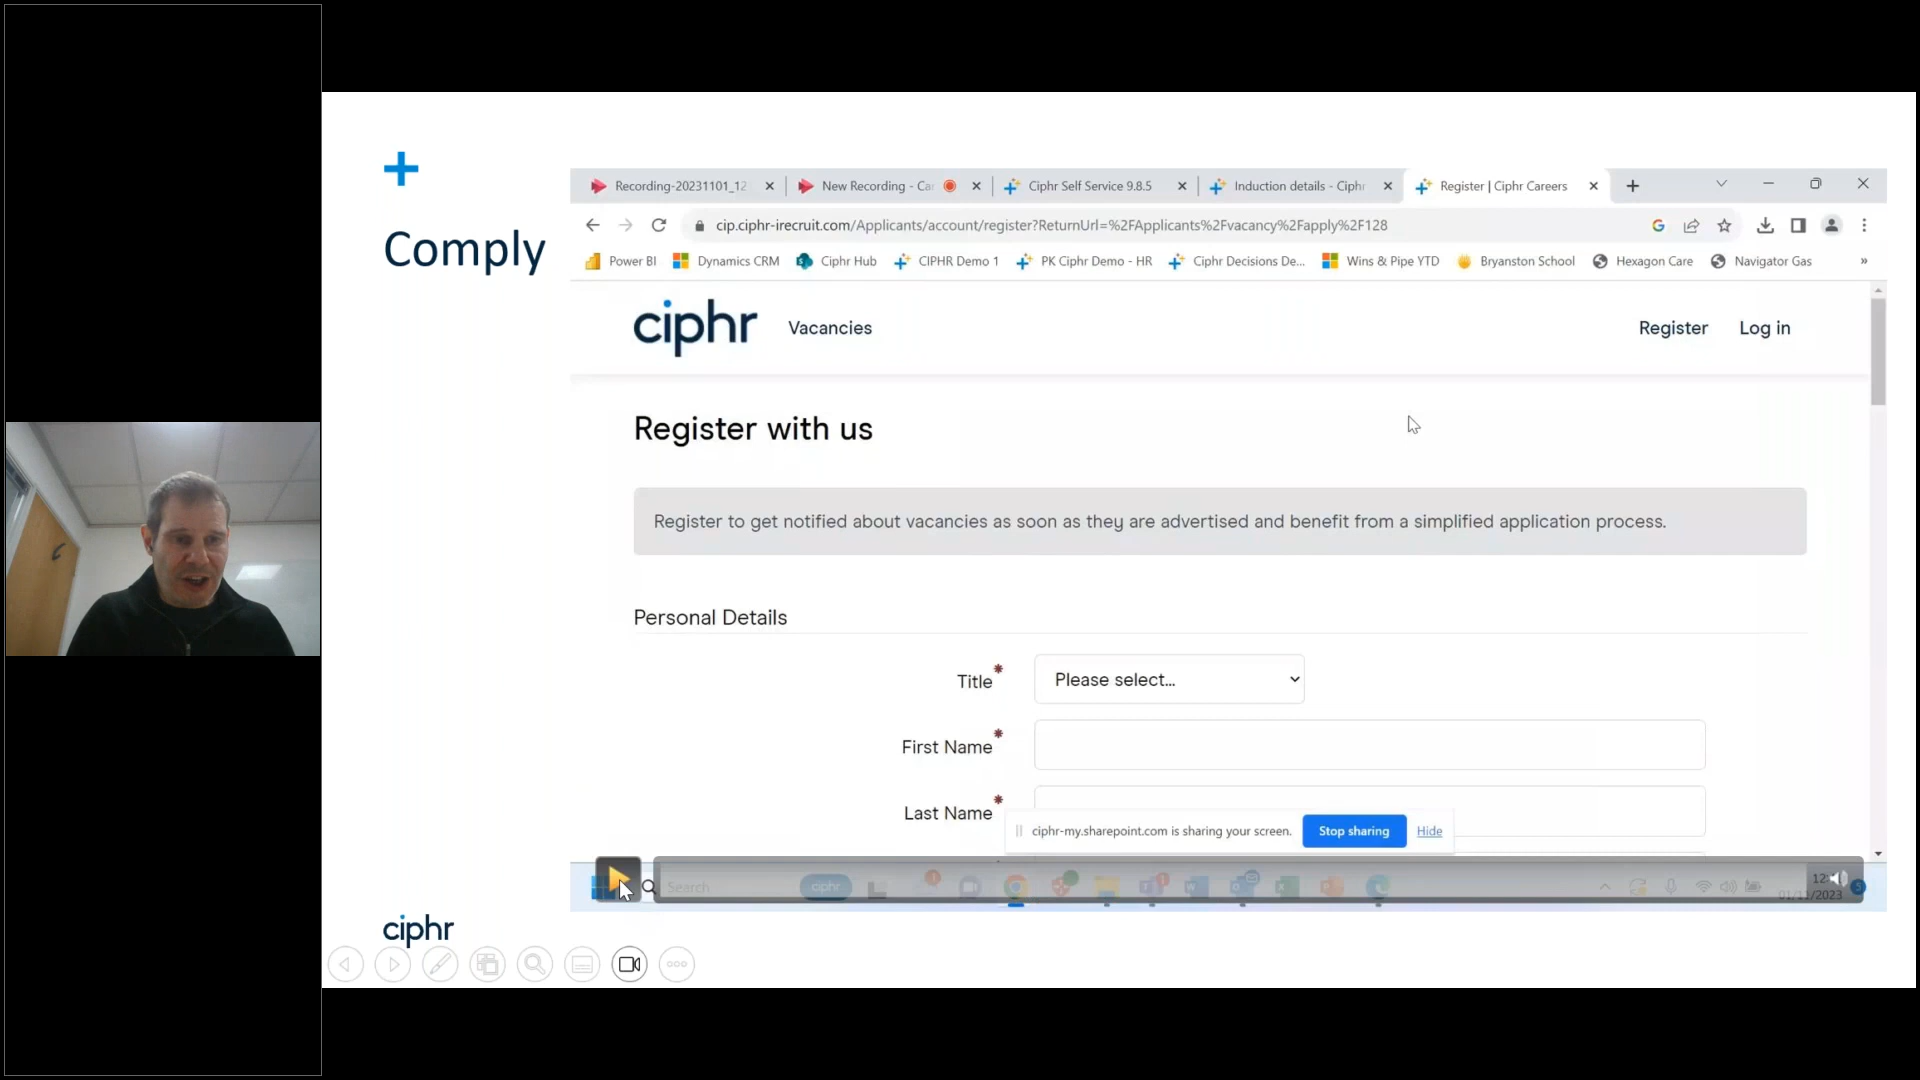 Comply
Recording-20231101_12
New Recording - Ca
Ciphr Self Service 9.8.5
Induction details - Ciphr
Register | Ciphr Careers
cip.ciphr-irecruit.com/Applicants/account/register?ReturnUrl=%2FApplicants%2Fvacancy%2Fapply%2F128
Power BI
Dynamics CRM
Ciphr Hub
CIPHR Demo 1
PK Ciphr Demo - HR
Ciphr Decisions De...
Wins & Pipe YTD
Bryanston School
Hexagon Care
Navigator Gas
»
ciphr
Vacancies
Register
Log in
Register with us
Register to get notified about vacancies as soon as they are advertised and benefit from a simplified application process.
Personal Details
Title*
Please select...
First Name*
Last Name*
ciphr-my.sharepoint.com is sharing your screen.
Stop sharing
Hide
Search
ciphr
ciphr